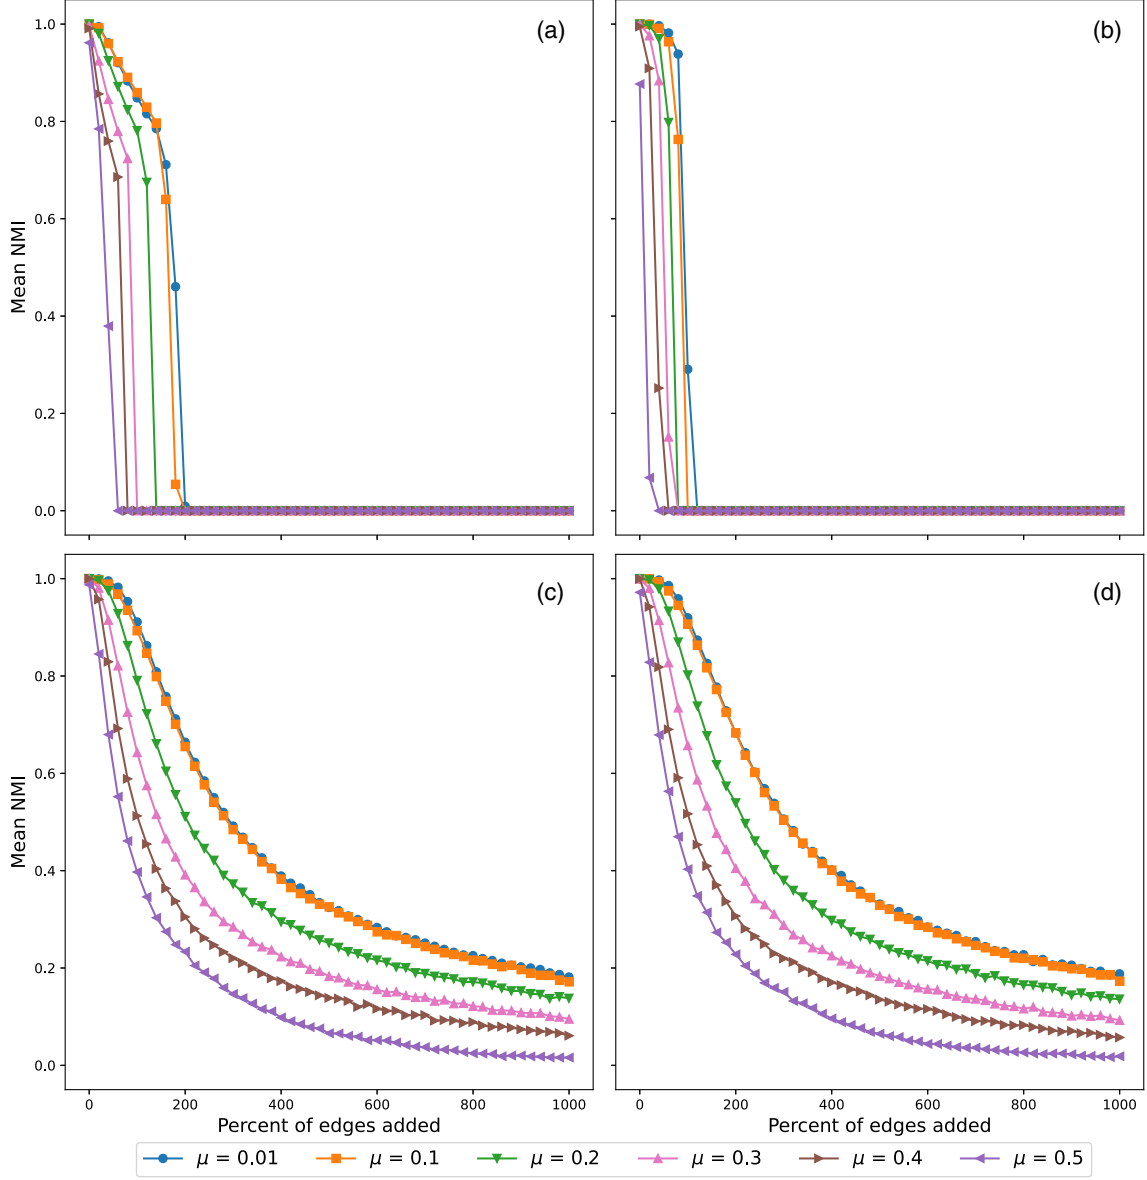 (a)
(b)
1.0
0.8
0.6
0.4
0.2
0.0
Mean NMI
(c)
(d)
1.0
0.8
0.6
0.4
0.2
0.0
Mean NMI
0 200 400 600 800 1000
0 200 400 600 800 1000
Percent of edges added
Percent of edges added
μ = 0.01 μ = 0.1 μ = 0.2 μ = 0.3 μ = 0.4 μ = 0.5